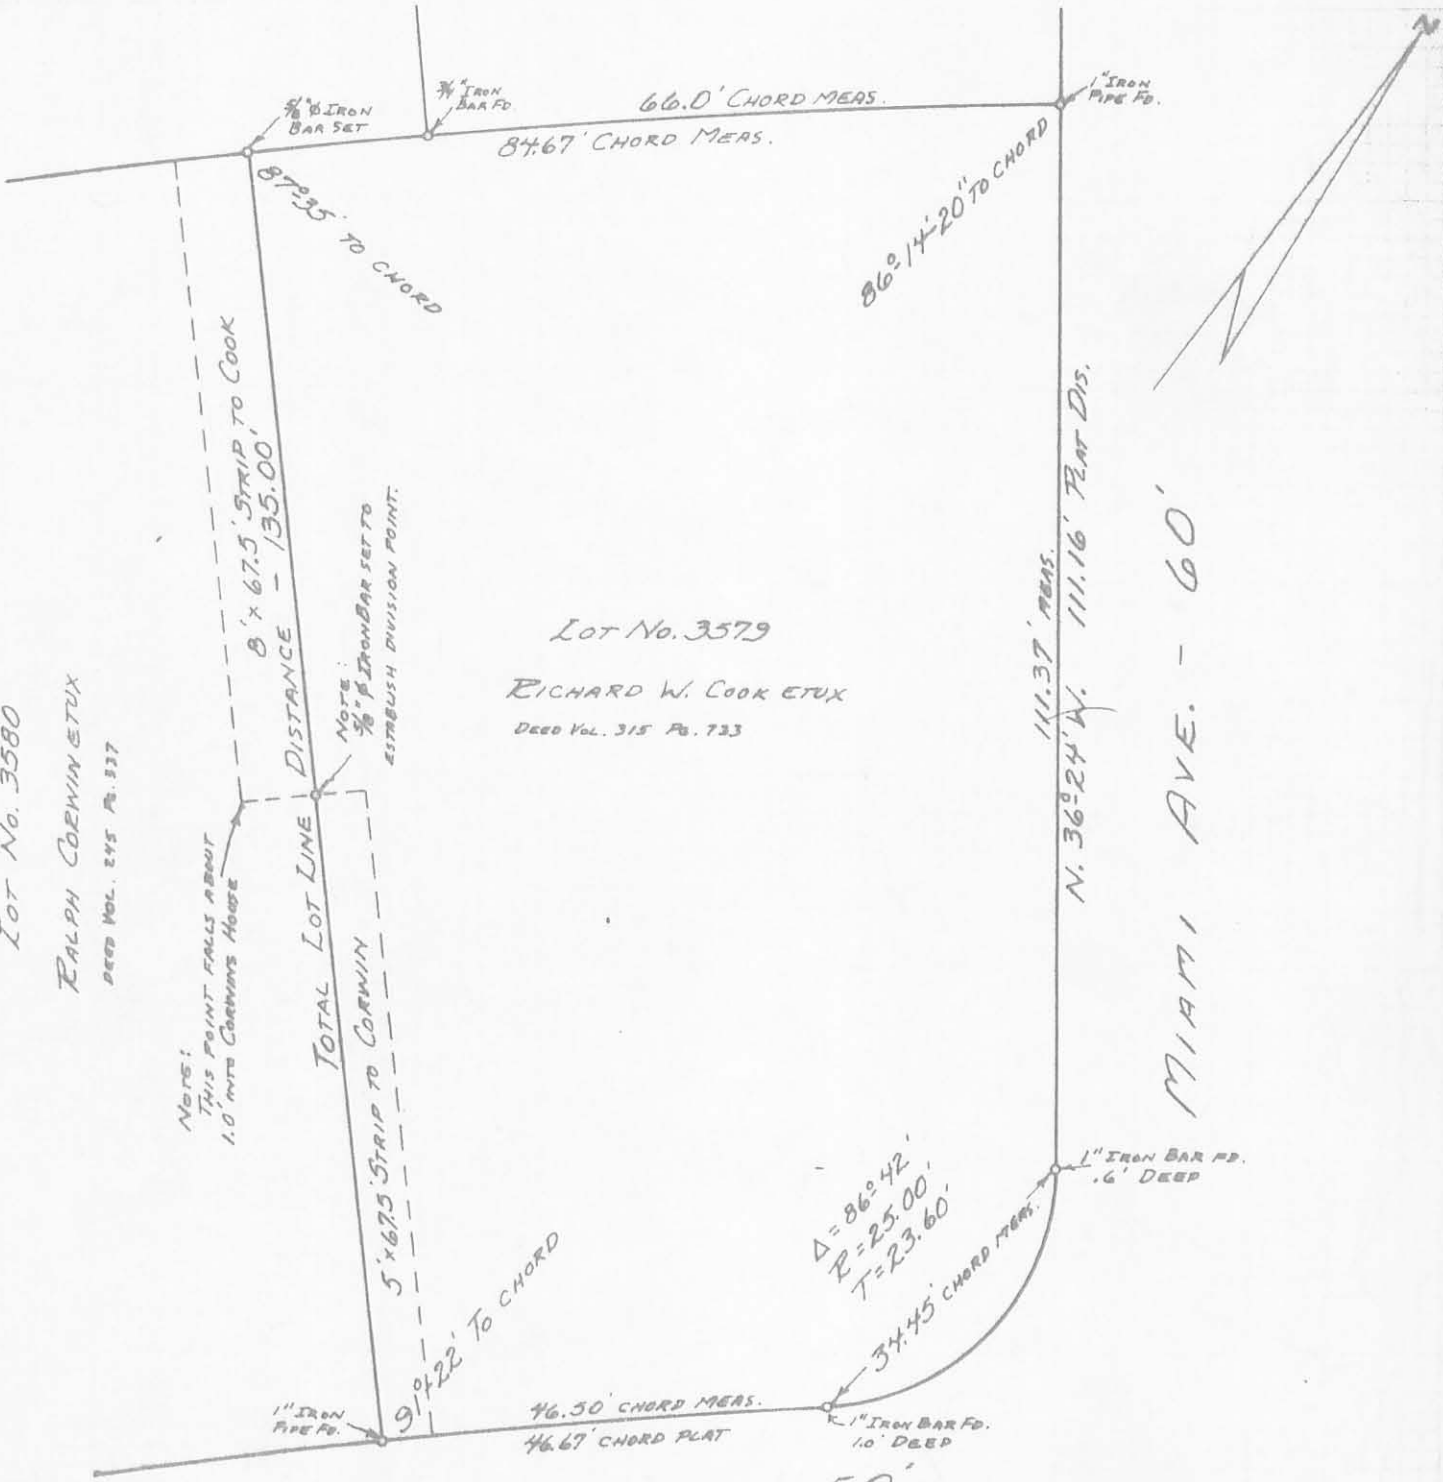 N
5/8" ø IRON
BAR SET
3/4" IRON
BAR FD.
66.0' CHORD MEAS.
84.67' CHORD MEAS.
1" IRON
PIPE FD.
87°-35' TO CHORD
86°-14'-20" TO CHORD
8' x 67.5' STRIP TO COOK
TOTAL LOT LINE DISTANCE - 135.00'
NOTE:
5/8" ø IRON BAR SET TO
ESTABLISH DIVISION POINT.
LOT No. 3579
RICHARD W. COOK ETUX
DEED VOL. 315 PG. 733
111.37' MEAS.
N. 36°-24' W. 111.16' PLAT DIS.
MIAMI AVE. - 60'
LOT No. 3580
RALPH CORWIN ETUX
DEED VOL. 245 PG. 337
NOTE:
THIS POINT FALLS ABOUT
1.0' INTO CORWINS HOUSE
5' x 67.5' STRIP TO CORWIN
Δ = 86°-42'
R = 25.00'
T = 23.60'
34.45' CHORD MEAS.
1" IRON BAR FD.
.6' DEEP
91°-22' TO CHORD
1" IRON
PIPE FD.
46.50' CHORD MEAS.
46.67' CHORD PLAT
1" IRON BAR FD.
1.0' DEEP